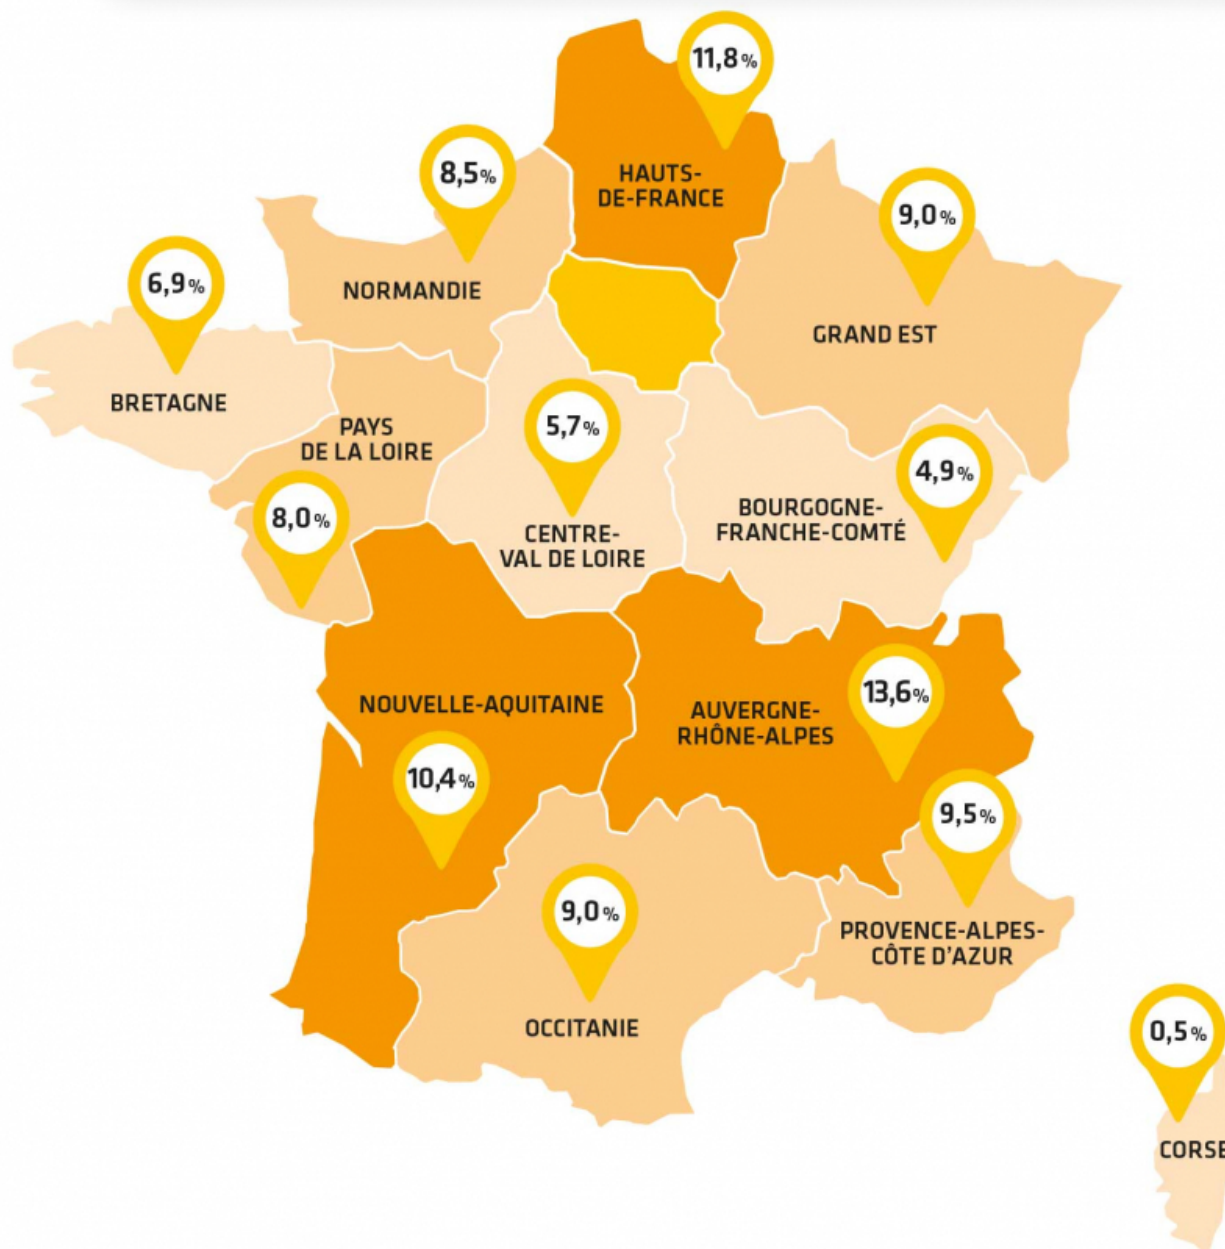 11,8%
HAUTS-
DE-FRANCE
8,5%
NORMANDIE
9,0%
GRAND EST
6,9%
BRETAGNE
PAYS
DE LA LOIRE
8,0%
5,7%
CENTRE-
VAL DE LOIRE
4,9%
BOURGOGNE-
FRANCHE-COMTÉ
NOUVELLE-AQUITAINE
10,4%
13,6%
AUVERGNE-
RHÔNE-ALPES
9,5%
PROVENCE-ALPES-
CÔTE D'AZUR
9,0%
OCCITANIE
0,5%
CORSE